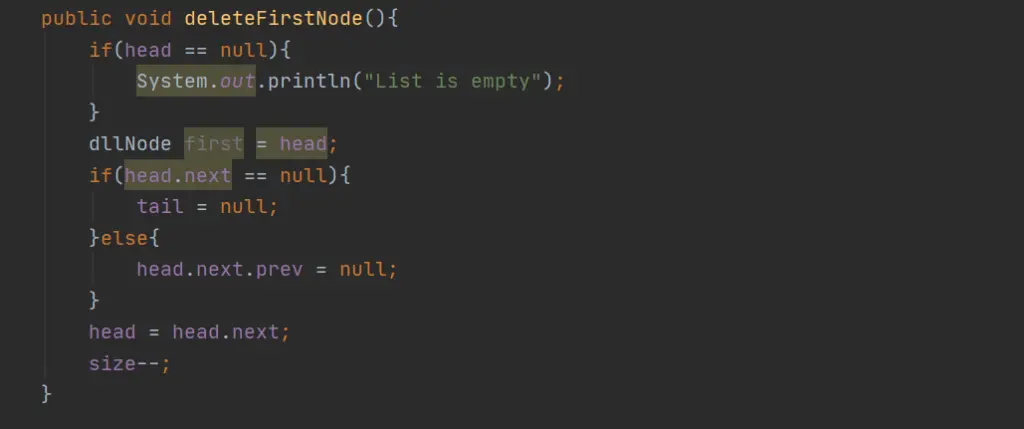 public void deleteFirstNode(){
if(head == null){
System.out.println("List is empty");
}
dllNode first = head;
if(head.next == null){
tail = null;
}else{
head.next.prev = null;
}
head = head.next;
size--;
}